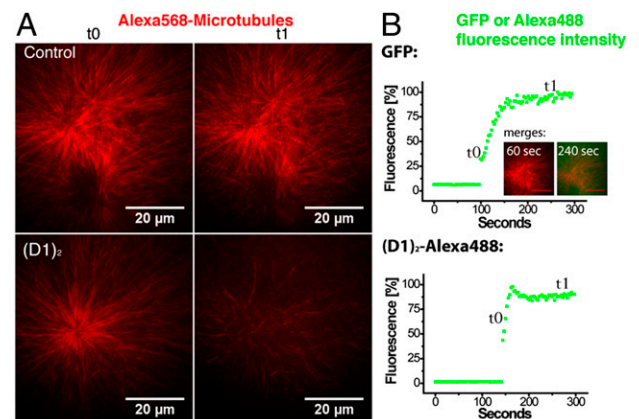 A
Alexa568-Microtubules
t0
t1
Control
20 µm
20 µm
(D1)₂
20 µm
20 µm
B
GFP or Alexa488
fluorescence intensity
GFP:
Fluorescence [%]
100
75
50
25
0
t0
t1
merges:
60 sec
240 sec
0
100
200
300
Seconds
(D1)₂-Alexa488:
Fluorescence [%]
100
75
50
25
0
t0
t1
0
100
200
300
Seconds